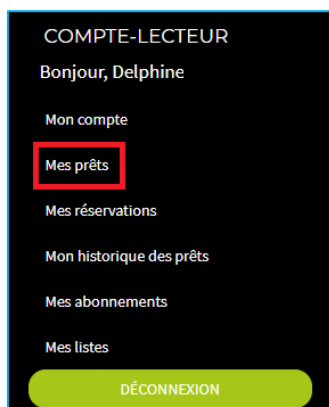 COMPTE-LECTEUR
Bonjour, Delphine
Mon compte
Mes prêts
Mes réservations
Mon historique des prêts
Mes abonnements
Mes listes
DÉCONNEXION